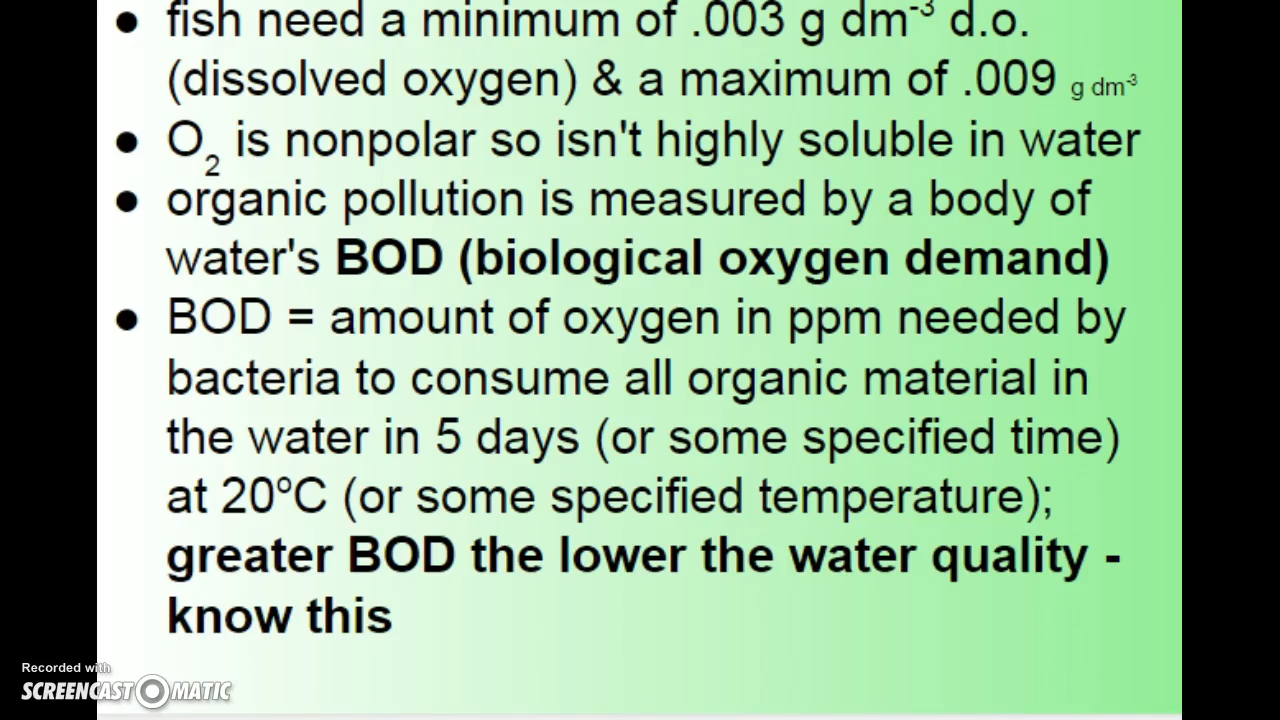 ● fish need a minimum of .003 g dm-3 d.o.
(dissolved oxygen) & a maximum of .009 g dm-3
● O2 is nonpolar so isn't highly soluble in water
● organic pollution is measured by a body of
water's BOD (biological oxygen demand)
● BOD = amount of oxygen in ppm needed by
bacteria to consume all organic material in
the water in 5 days (or some specified time)
at 20ºC (or some specified temperature);
greater BOD the lower the water quality -
know this
Recorded with
SCREENCAST-O-MATIC